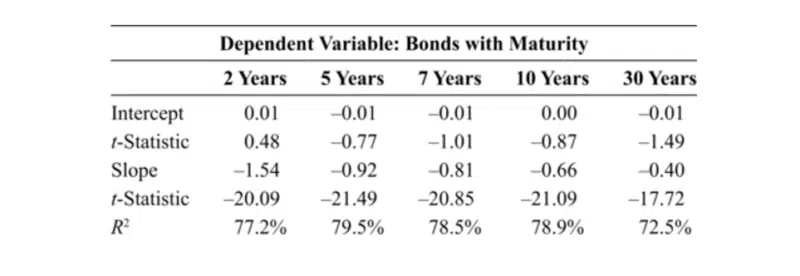 Dependent Variable: Bonds with Maturity
2 Years 5 Years 7 Years 10 Years 30 Years
Intercept 0.01 –0.01 –0.01 0.00 –0.01
t-Statistic 0.48 –0.77 –1.01 –0.87 –1.49
Slope –1.54 –0.92 –0.81 –0.66 –0.40
t-Statistic –20.09 –21.49 –20.85 –21.09 –17.72
R² 77.2% 79.5% 78.5% 78.9% 72.5%